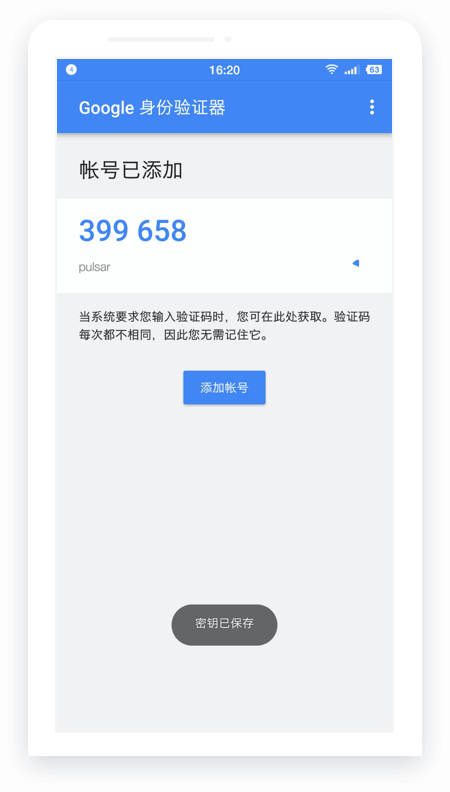 4
16:20
63
Google 身份验证器
帐号已添加
399 658
pulsar
当系统要求您输入验证码时，您可在此处获取。验证码
每次都不相同，因此您无需记住它。
添加帐号
密钥已保存